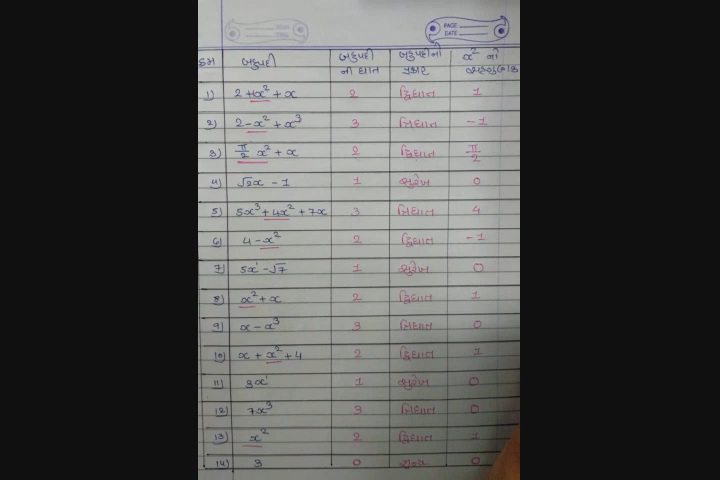 PAGE
DATE
ક્રમ બહુપદી બહુપદી ની ઘાત બહુપદીનો પ્રકાર x² નો સહગુણક
1) 2 + x² + x 2 દ્વિઘાત 1
2) 2 - x² + x³ 3 ત્રિઘાત -1
3) π/2 x² + x 2 દ્વિઘાત π/2
૪) √2x - 1 1 સુરેખ 0
5) 5x³ + 4x² + 7x 3 ત્રિઘાત 4
6) 4 - x² 2 દ્વિઘાત -1
7) 5x¹ - √7 1 સુરેખ 0
8) x² + x 2 દ્વિઘાત 1
9) x - x³ 3 ત્રિઘાત 0
10) x + x² + 4 2 દ્વિઘાત 1
11) 3x¹ 1 સુરેખ 0
12) 7x³ 3 ત્રિઘાત 0
13) x² 2 દ્વિઘાત 1
14) 3 0 શૂન્ય 0